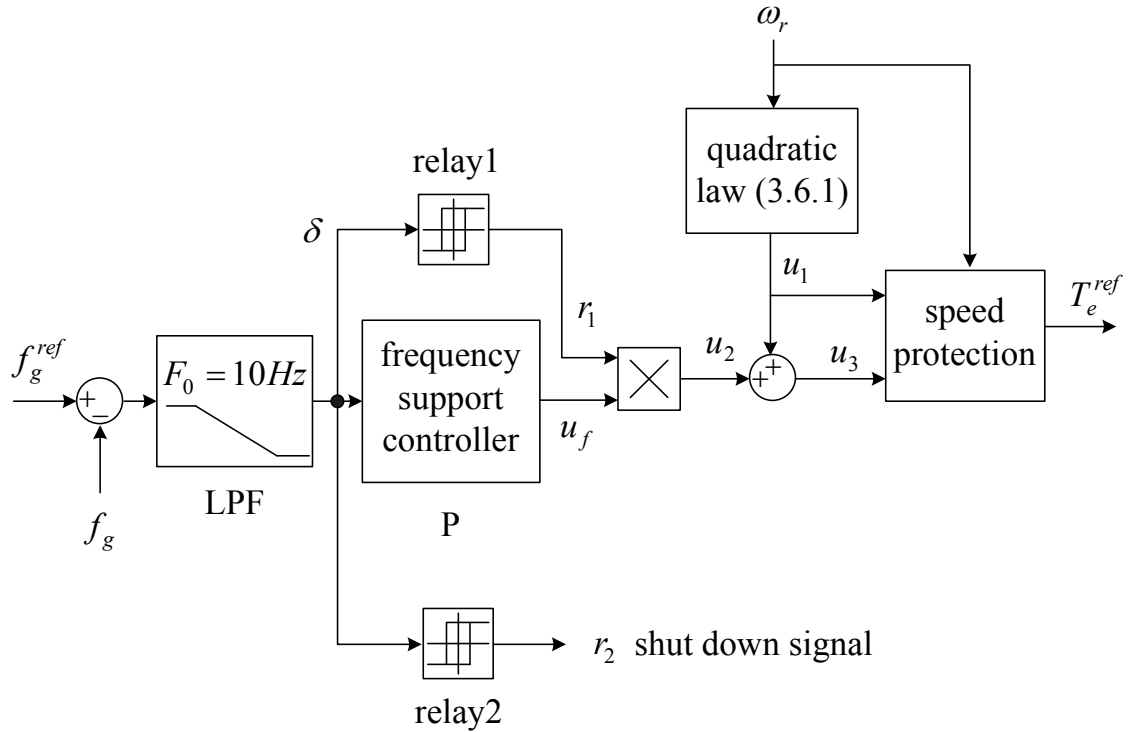 ω_r
quadratic
law (3.6.1)
relay1
δ
u_1
speed
protection
T_e^{ref}
r_1
f_g^{ref}
F_0 = 10Hz
frequency
support
controller
u_2
u_3
+
−
+
+
u_f
LPF
P
f_g
r_2 shut down signal
relay2